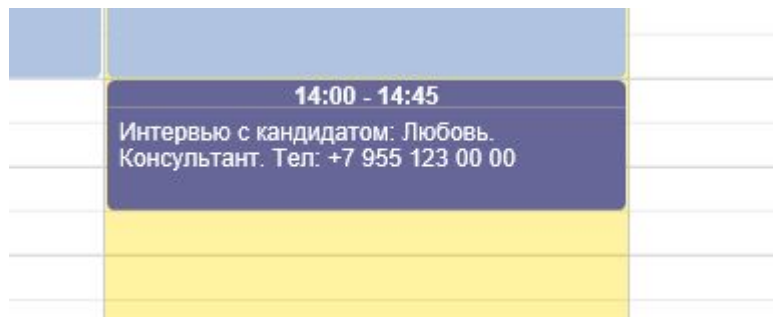 14:00 - 14:45
Интервью с кандидатом: Любовь.
Консультант. Тел: +7 955 123 00 00